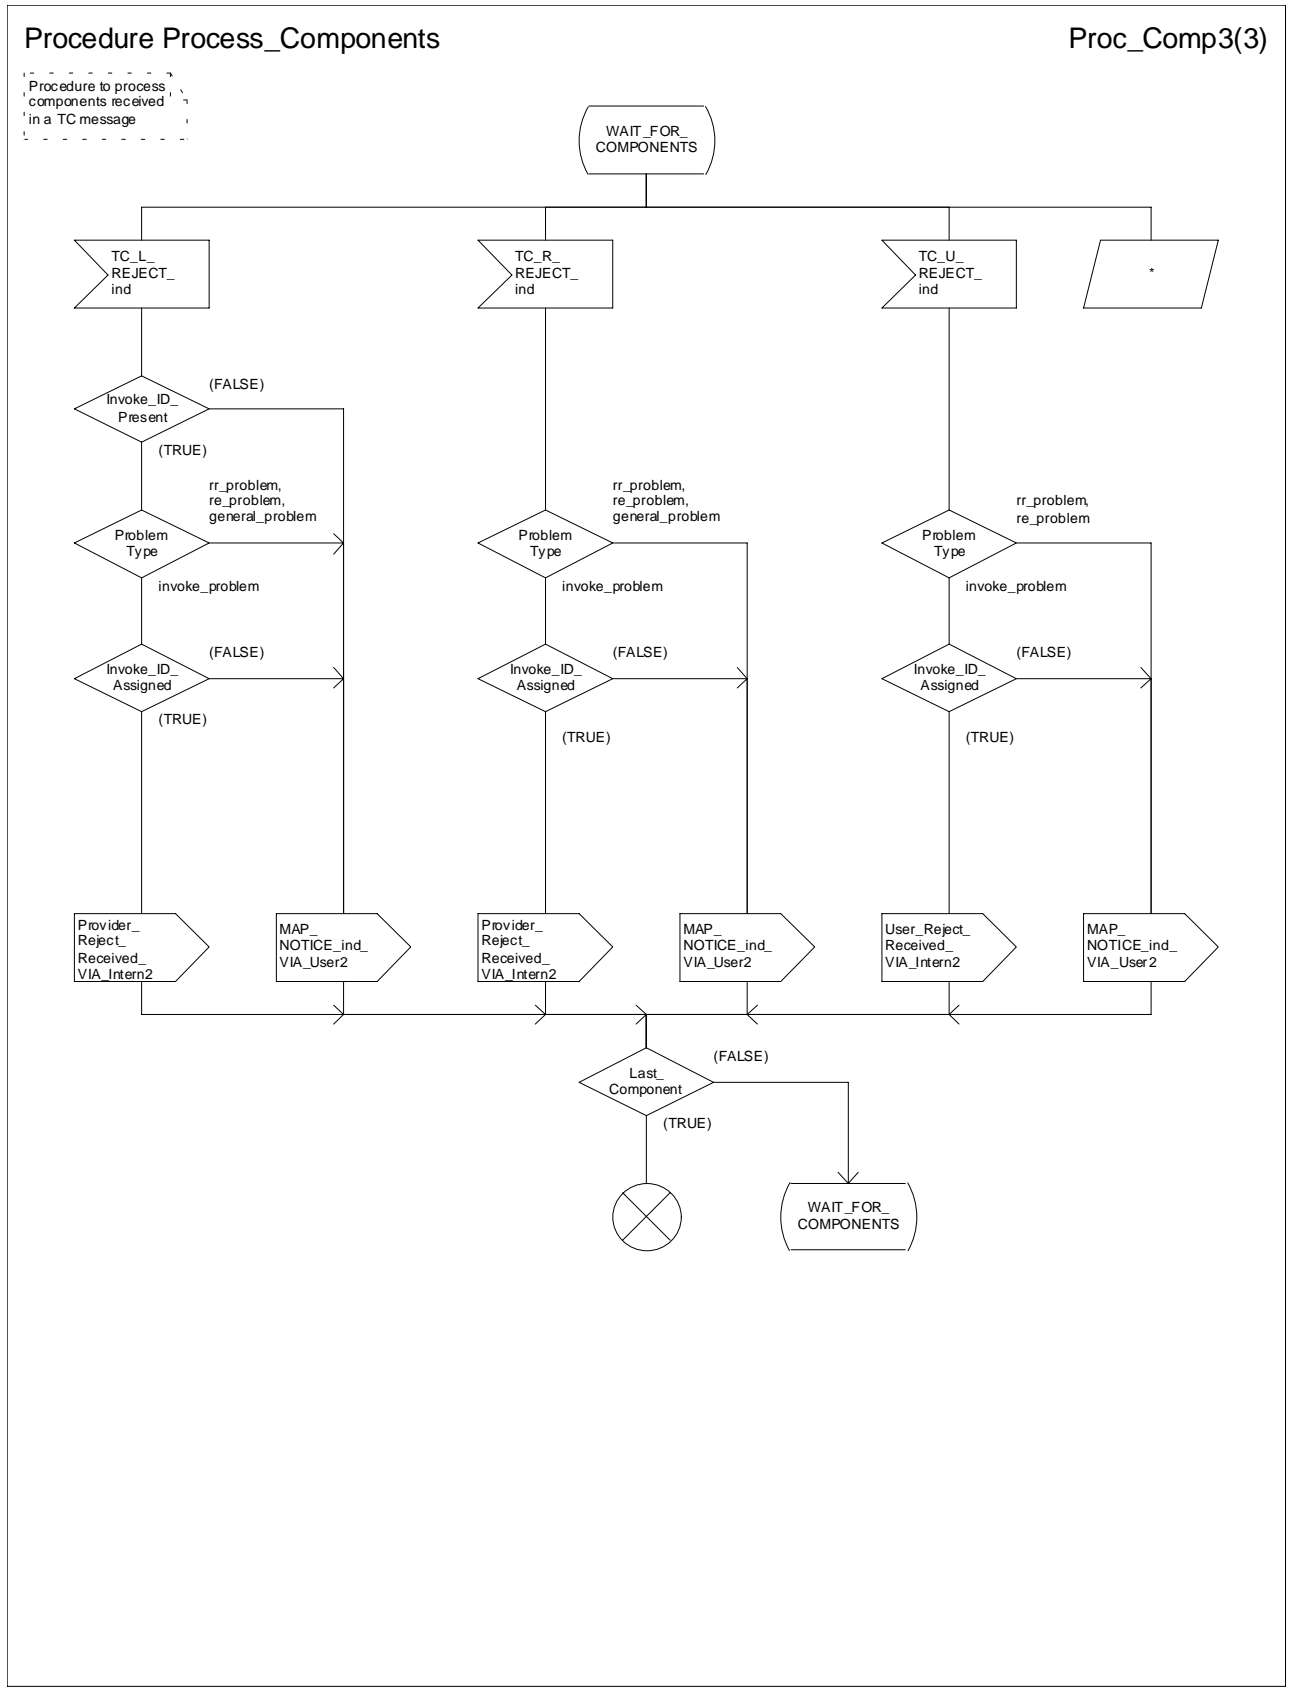 Procedure Process_Components
Proc_Comp3(3)
Procedure to process
components received
in a TC message
WAIT_FOR_
COMPONENTS
TC_L_
REJECT_
ind
TC_R_
REJECT_
ind
TC_U_
REJECT_
ind
*
Invoke_ID_
Present
(FALSE)
(TRUE)
rr_problem,
re_problem,
general_problem
Problem
Type
invoke_problem
rr_problem,
re_problem,
general_problem
Problem
Type
invoke_problem
rr_problem,
re_problem
Problem
Type
invoke_problem
Invoke_ID_
Assigned
(FALSE)
(TRUE)
Invoke_ID_
Assigned
(FALSE)
(TRUE)
Invoke_ID_
Assigned
(FALSE)
(TRUE)
Provider_
Reject_
Received_
VIA_Intern2
MAP_
NOTICE_ind_
VIA_User2
Provider_
Reject_
Received_
VIA_Intern2
MAP_
NOTICE_ind_
VIA_User2
User_Reject_
Received_
VIA_Intern2
MAP_
NOTICE_ind_
VIA_User2
Last_
Component
(FALSE)
(TRUE)
WAIT_FOR_
COMPONENTS